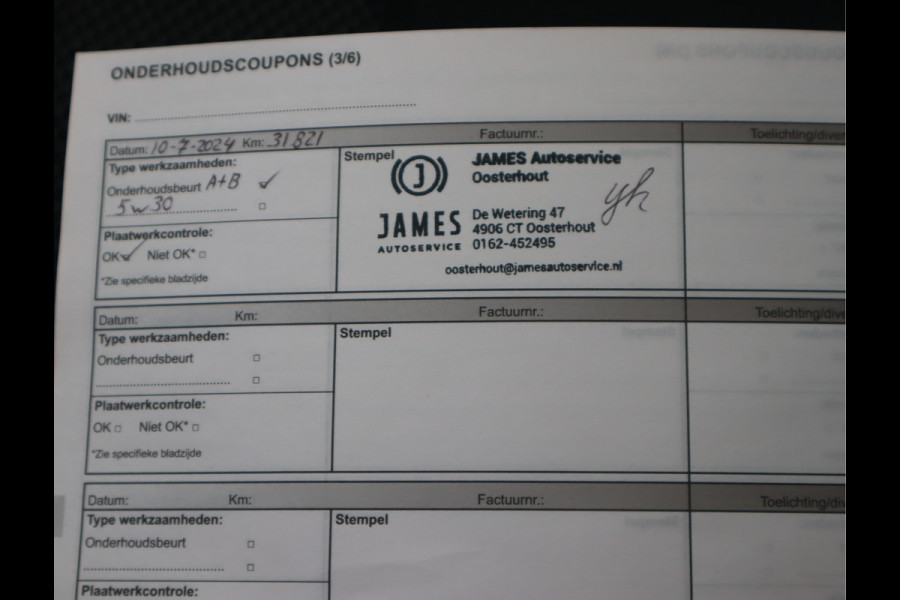 ONDERHOUDSCOUPONS (3/6)
VIN:
Datum: 10-7-2024 Km: 31821 Factuurnr.: Toelichting/diver
Type werkzaamheden:
Onderhoudsbeurt A+B ✓
5w30
Plaatwerkcontrole:
OK ✓ Niet OK* □
*Zie specifieke bladzijde
Stempel
JAMES Autoservice
Oosterhout
J
JAMES
AUTOSERVICE
De Wetering 47
4906 CT Oosterhout
0162-452495
oosterhout@jamesautoservice.nl
Datum: Km: Factuurnr.: Toelichting/dive
Type werkzaamheden:
Onderhoudsbeurt □
□
Plaatwerkcontrole:
OK □ Niet OK* □
*Zie specifieke bladzijde
Stempel
Datum: Km: Factuurnr.: Toelichting/div
Type werkzaamheden:
Onderhoudsbeurt □
□
Plaatwerkcontrole:
Stempel